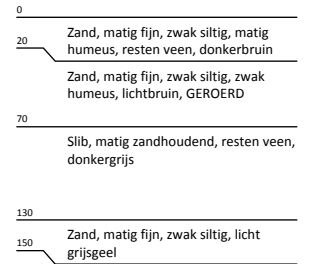 0
Zand, matig fijn, zwak siltig, matig
humeus, resten veen, donkerbruin
20
Zand, matig fijn, zwak siltig, zwak
humeus, lichtbruin, GEROERD
70
Slib, matig zandhoudend, resten veen,
donkergrijs
130
Zand, matig fijn, zwak siltig, licht
grijsgeel
150